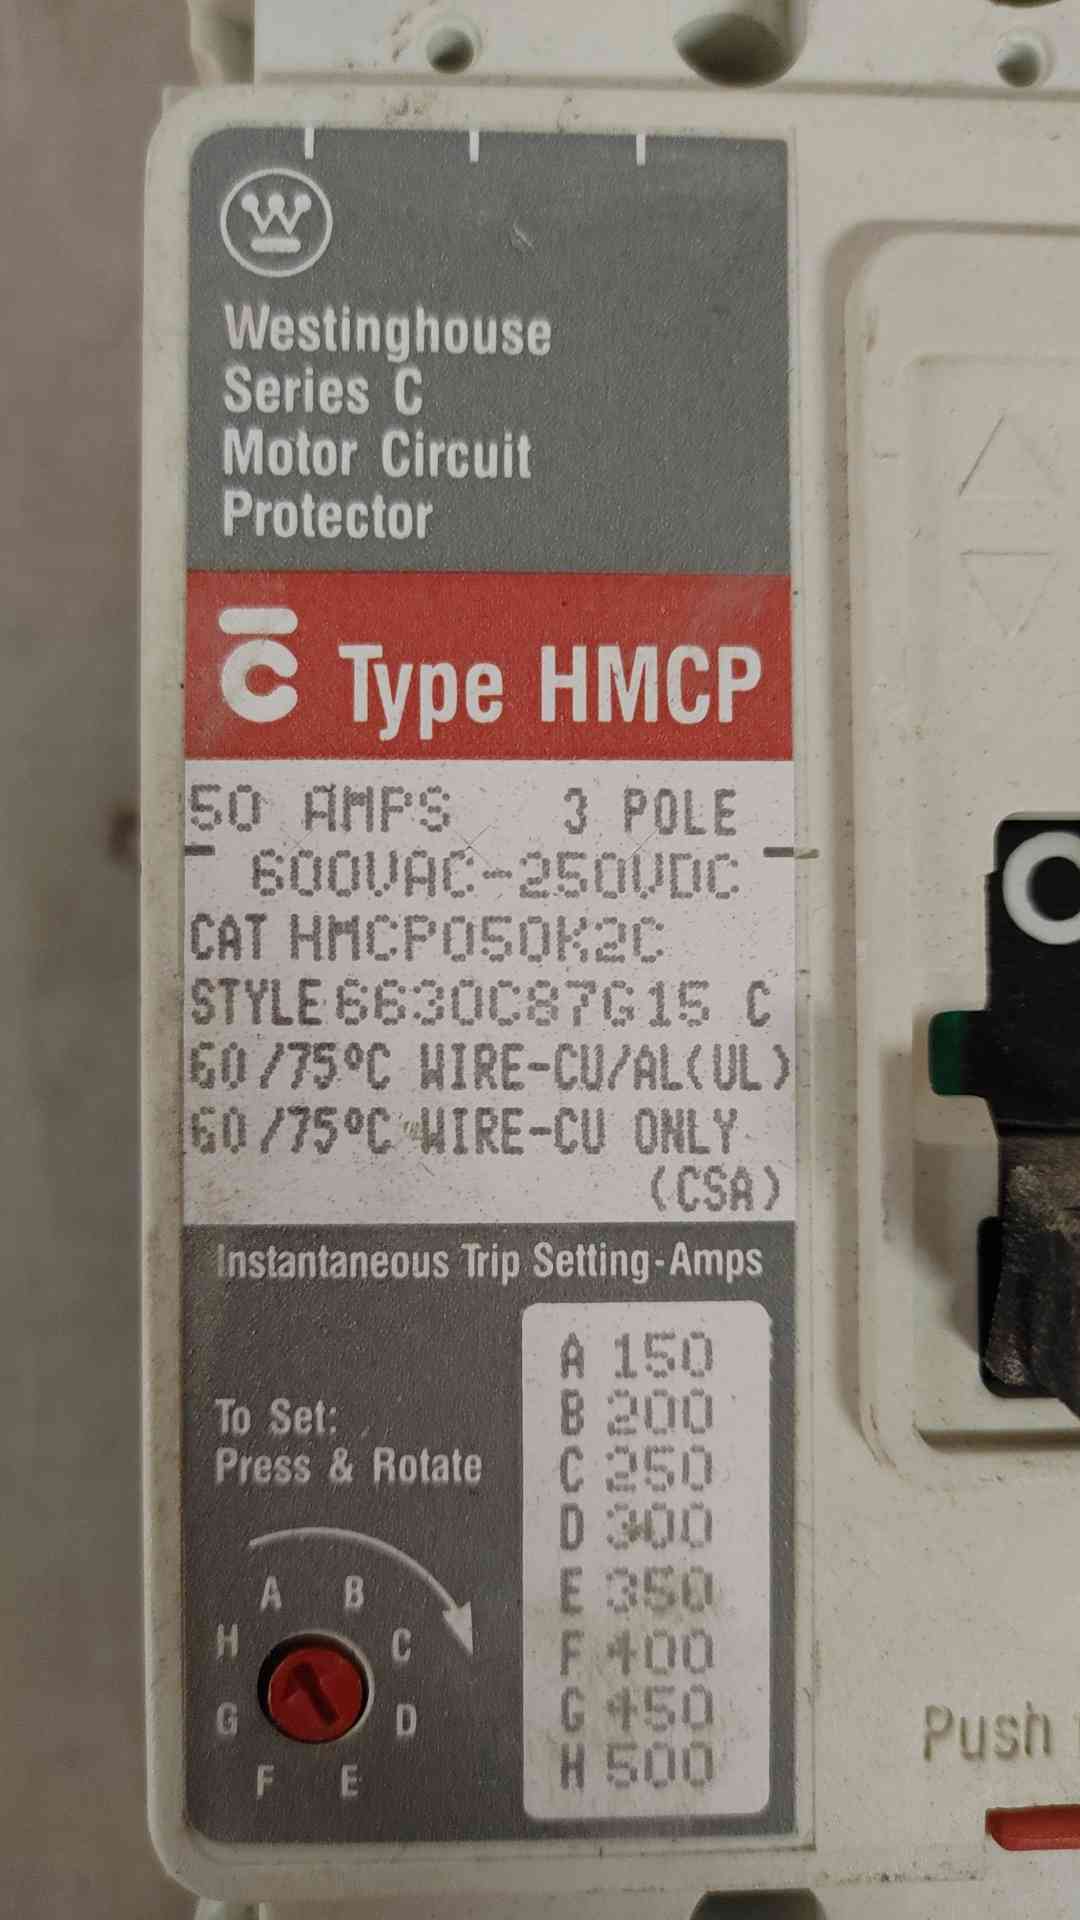 W
Westinghouse
Series C
Motor Circuit
Protector
C Type HMCP
50 AMPS 3 POLE
600VAC-250VDC
CAT HMCP050K2C
STYLE 6630C87G15 C
60/75ºC WIRE-CU/AL(UL)
60/75ºC WIRE-CU ONLY
(CSA)
Instantaneous Trip Setting-Amps
A 150
B 200
C 250
D 300
E 350
F 400
G 450
H 500
To Set:
Press & Rotate
A B
H C
G D
F E
O
Push